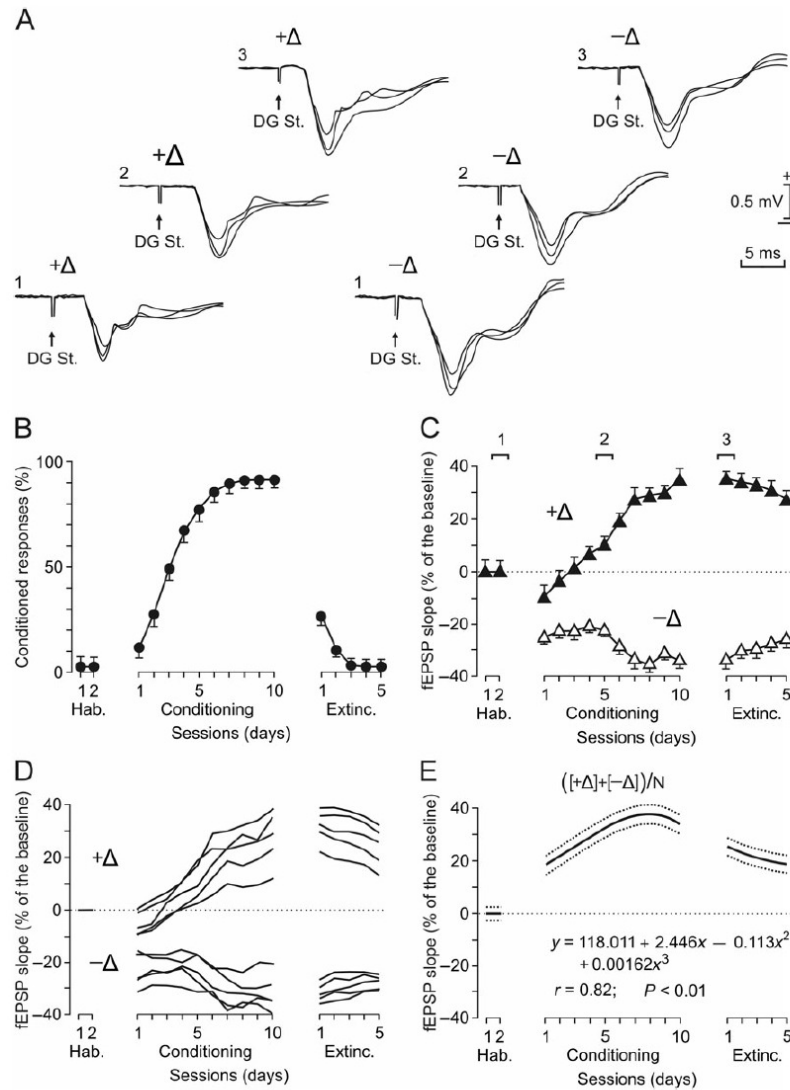 A
3 +Δ
DG St.
3 −Δ
DG St.
2 +Δ
DG St.
2 −Δ
DG St.
+
0.5 mV
5 ms
1 +Δ
DG St.
1 −Δ
DG St.
B
Conditioned responses (%)
100
50
0
1 2
Hab.
1 5 10
Conditioning
1 5
Extinc.
Sessions (days)
C
1 2 3
fEPSP slope (% of the baseline)
40
20
0
−20
−40
+Δ
−Δ
1 2
Hab.
1 5 10
Conditioning
1 5
Extinc.
Sessions (days)
D
fEPSP slope (% of the baseline)
40
20
0
−20
−40
+Δ
−Δ
1 2
Hab.
1 5 10
Conditioning
1 5
Extinc.
Sessions (days)
E
([+Δ]+[−Δ])/N
fEPSP slope (% of the baseline)
40
20
0
−20
−40
y = 118.011 + 2.446x − 0.113x²
+0.00162x³
r = 0.82; P < 0.01
1 2
Hab.
1 5 10
Conditioning
1 5
Extinc.
Sessions (days)